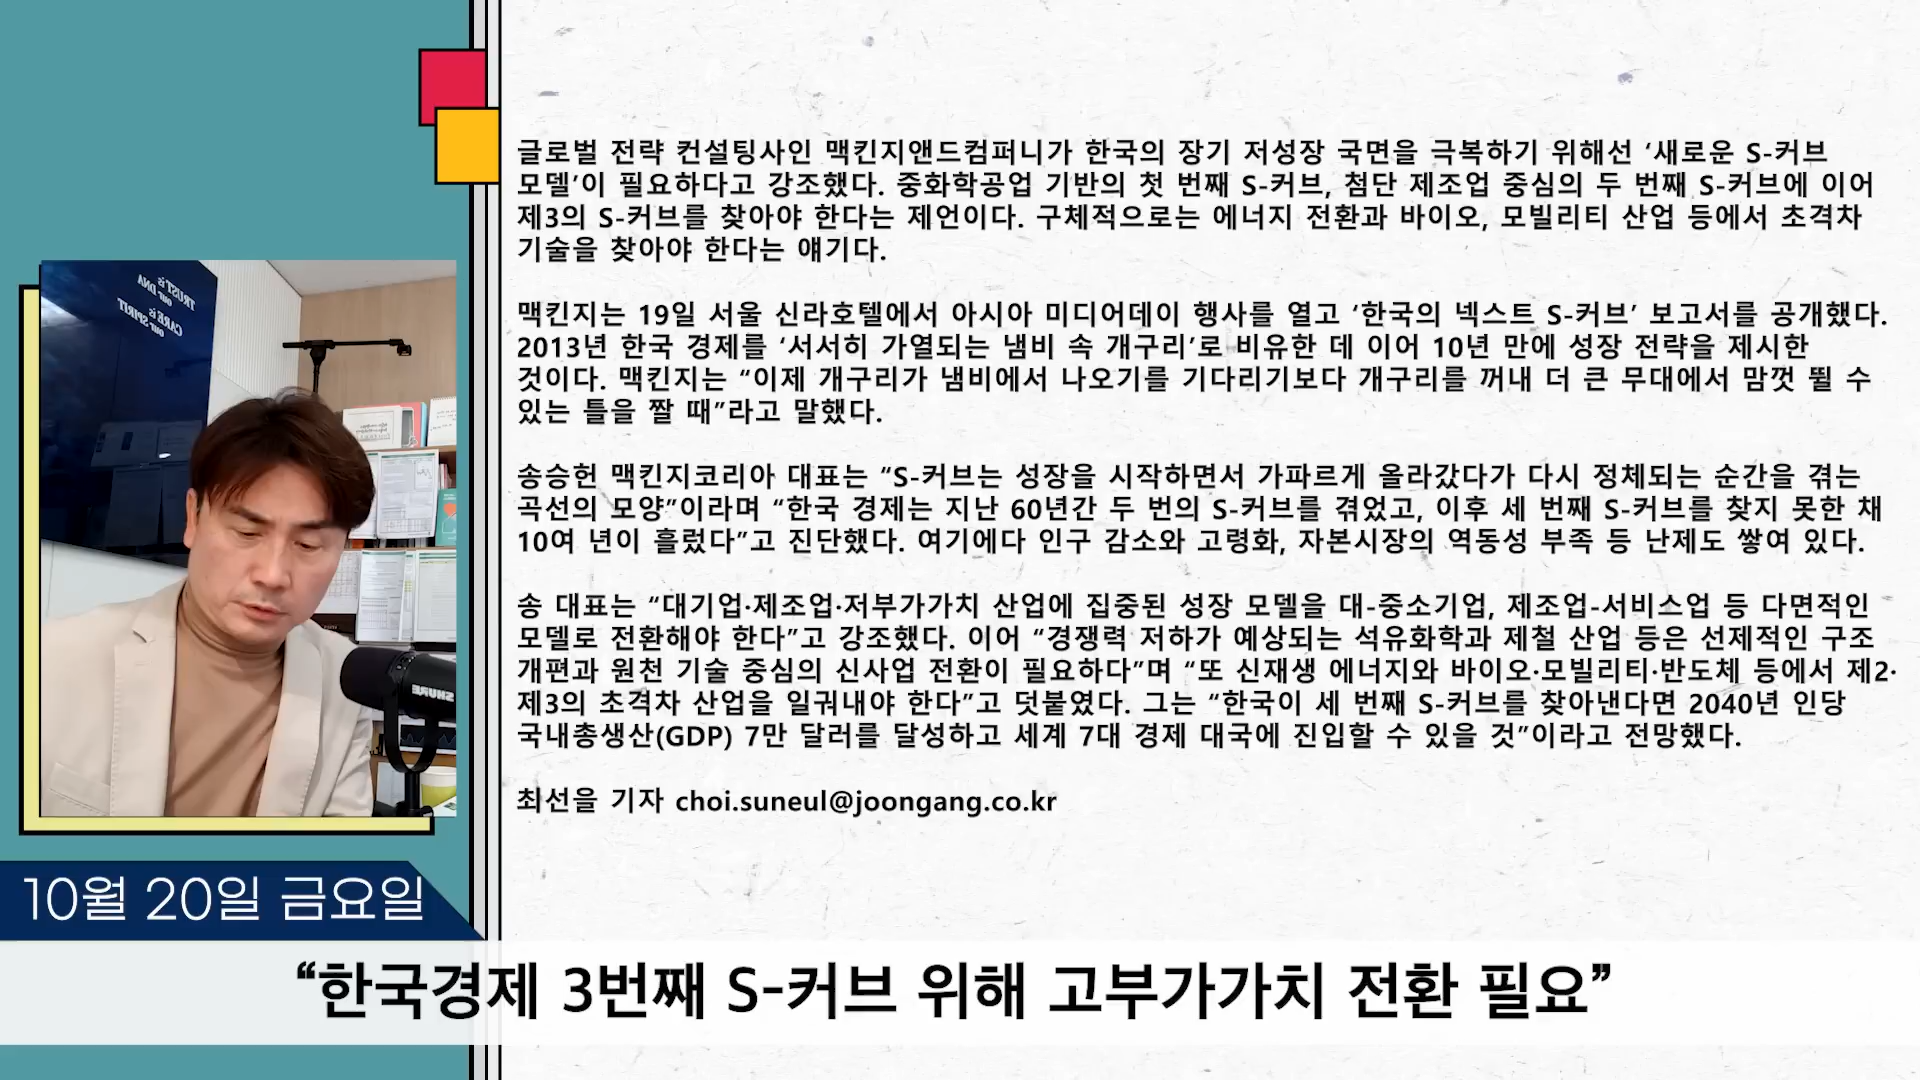 글로벌 전략 컨설팅사인 맥킨지앤드컴퍼니가 한국의 장기 저성장 국면을 극복하기 위해선 ‘새로운 S-커브
모델’이 필요하다고 강조했다. 중화학공업 기반의 첫 번째 S-커브, 첨단 제조업 중심의 두 번째 S-커브에 이어
제3의 S-커브를 찾아야 한다는 제언이다. 구체적으로는 에너지 전환과 바이오, 모빌리티 산업 등에서 초격차
기술을 찾아야 한다는 얘기다.
맥킨지는 19일 서울 신라호텔에서 아시아 미디어데이 행사를 열고 ‘한국의 넥스트 S-커브’ 보고서를 공개했다.
2013년 한국 경제를 ‘서서히 가열되는 냄비 속 개구리’로 비유한 데 이어 10년 만에 성장 전략을 제시한
것이다. 맥킨지는 “이제 개구리가 냄비에서 나오기를 기다리기보다 개구리를 꺼내 더 큰 무대에서 맘껏 뛸 수
있는 틀을 짤 때”라고 말했다.
송승헌 맥킨지코리아 대표는 “S-커브는 성장을 시작하면서 가파르게 올라갔다가 다시 정체되는 순간을 겪는
곡선의 모양”이라며 “한국 경제는 지난 60년간 두 번의 S-커브를 겪었고, 이후 세 번째 S-커브를 찾지 못한 채
10여 년이 흘렀다”고 진단했다. 여기에다 인구 감소와 고령화, 자본시장의 역동성 부족 등 난제도 쌓여 있다.
송 대표는 “대기업·제조업·저부가가치 산업에 집중된 성장 모델을 대-중소기업, 제조업-서비스업 등 다면적인
모델로 전환해야 한다”고 강조했다. 이어 “경쟁력 저하가 예상되는 석유화학과 제철 산업 등은 선제적인 구조
개편과 원천 기술 중심의 신사업 전환이 필요하다”며 “또 신재생 에너지와 바이오·모빌리티·반도체 등에서 제2·
제3의 초격차 산업을 일궈내야 한다”고 덧붙였다. 그는 “한국이 세 번째 S-커브를 찾아낸다면 2040년 인당
국내총생산(GDP) 7만 달러를 달성하고 세계 7대 경제 대국에 진입할 수 있을 것”이라고 전망했다.
최선을 기자 choi.suneul@joongang.co.kr
TRUST is
our DNA
CARE is
our SPIRIT
SHURE
10월 20일 금요일
“한국경제 3번째 S-커브 위해 고부가가치 전환 필요”